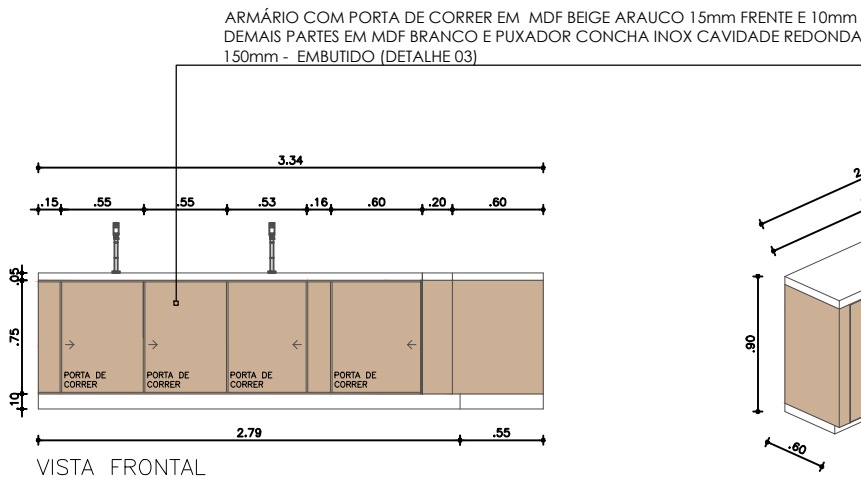 ARMÁRIO COM PORTA DE CORRER EM MDF BEIGE ARAUCO 15mm FRENTE E 10mm
DEMAIS PARTES EM MDF BRANCO E PUXADOR CONCHA INOX CAVIDADE REDONDA
150mm - EMBUTIDO (DETALHE 03)
3.34
.15 .55 .55 .53 .16 .60 .20 .60
.05
.75
.10
PORTA DE
CORRER
PORTA DE
CORRER
PORTA DE
CORRER
PORTA DE
CORRER
2.79 .55
VISTA FRONTAL
.90
.60